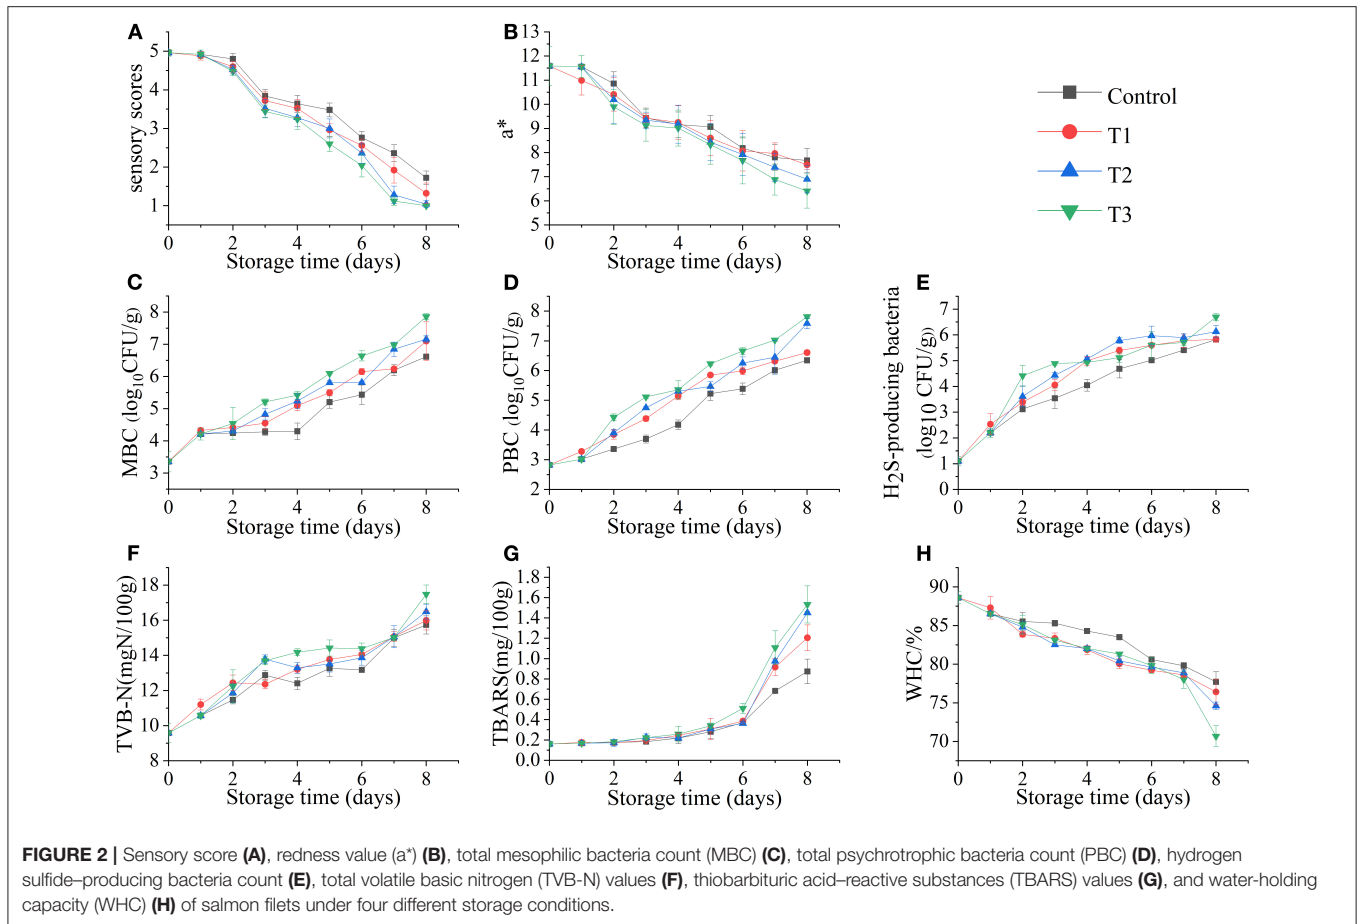 A
sensory scores
5
4
3
2
1
0 2 4 6 8
Storage time (days)
B
a*
13
12
11
10
9
8
7
6
5
0 2 4 6 8
Storage time (days)
Control
T1
T2
T3
C
MBC (log10CFU/g)
8
7
6
5
4
3
0 2 4 6 8
Storage time (days)
D
PBC (log10CFU/g)
8
7
6
5
4
3
2
0 2 4 6 8
Storage time (days)
E
H2S-producing bacteria
(log10 CFU/g))
7
6
5
4
3
2
1
0
0 2 4 6 8
Storage time (days)
F
TVB-N(mgN/100g)
18
16
14
12
10
8
0 2 4 6 8
Storage time (days)
G
TBARS(mg/100g)
1.8
1.6
1.4
1.2
1.0
0.8
0.6
0.4
0.2
0.0
0 2 4 6 8
Storage time (days)
H
WHC/%
90
85
80
75
70
0 2 4 6 8
Storage time (days)
FIGURE 2 | Sensory score (A), redness value (a*) (B), total mesophilic bacteria count (MBC) (C), total psychrotrophic bacteria count (PBC) (D), hydrogen
sulfide–producing bacteria count (E), total volatile basic nitrogen (TVB-N) values (F), thiobarbituric acid–reactive substances (TBARS) values (G), and water-holding
capacity (WHC) (H) of salmon filets under four different storage conditions.